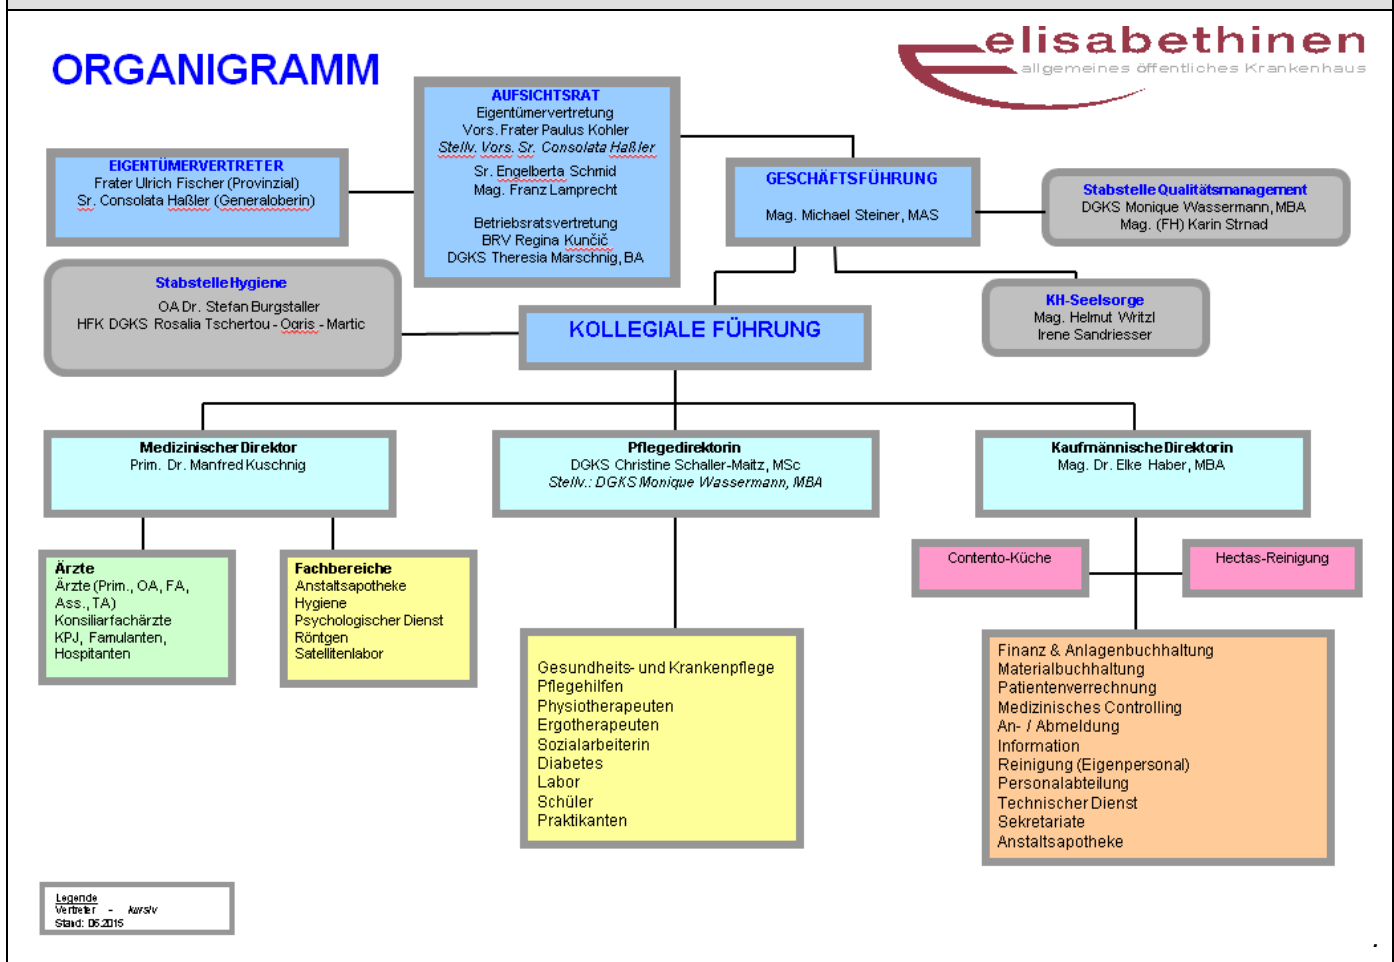 elisabethinen
allgemeines öffentliches Krankenhaus
ORGANIGRAMM
AUFSICHTSRAT
Eigentümervertretung
Vors. Frater Paulus Kohler
Stellv. Vors. Sr. Consolata Haßler
Sr. Engelberta Schmid
Mag. Franz Lamprecht
Betriebsratsvertretung
BRV Regina Kunčič
DGKS Theresia Marschnig, BA
EIGENTÜMERVERTRETER
Frater Ulrich Fischer (Provinzial)
Sr. Consolata Haßler (Generaloberin)
GESCHÄFTSFÜHRUNG
Mag. Michael Steiner, MAS
Stabstelle Qualitätsmanagement
DGKS Monique Wassermann, MBA
Mag. (FH) Karin Strnad
Stabstelle Hygiene
OA Dr. Stefan Burgstaller
HFK DGKS Rosalia Tschertou - Ogris - Martic
KH-Seelsorge
Mag. Helmut Writzl
Irene Sandriesser
KOLLEGIALE FÜHRUNG
Medizinischer Direktor
Prim. Dr. Manfred Kuschnig
Pflegedirektorin
DGKS Christine Schaller-Maitz, MSc
Stellv.: DGKS Monique Wassermann, MBA
Kaufmännische Direktorin
Mag. Dr. Elke Haber, MBA
Ärzte
Ärzte (Prim., OA, FA,
Ass., TA)
Konsiliarfachärzte
KPJ, Famulanten,
Hospitanten
Fachbereiche
Anstaltsapotheke
Hygiene
Psychologischer Dienst
Röntgen
Satellitenlabor
Contento-Küche
Hectas-Reinigung
Gesundheits- und Krankenpflege
Pflegehilfen
Physiotherapeuten
Ergotherapeuten
Sozialarbeiterin
Diabetes
Labor
Schüler
Praktikanten
Finanz & Anlagenbuchhaltung
Materialbuchhaltung
Patientenverrechnung
Medizinisches Controlling
An- / Abmeldung
Information
Reinigung (Eigenpersonal)
Personalabteilung
Technischer Dienst
Sekretariate
Anstaltsapotheke
Legende
Vertreter - kursiv
Stand: 06.2015
.